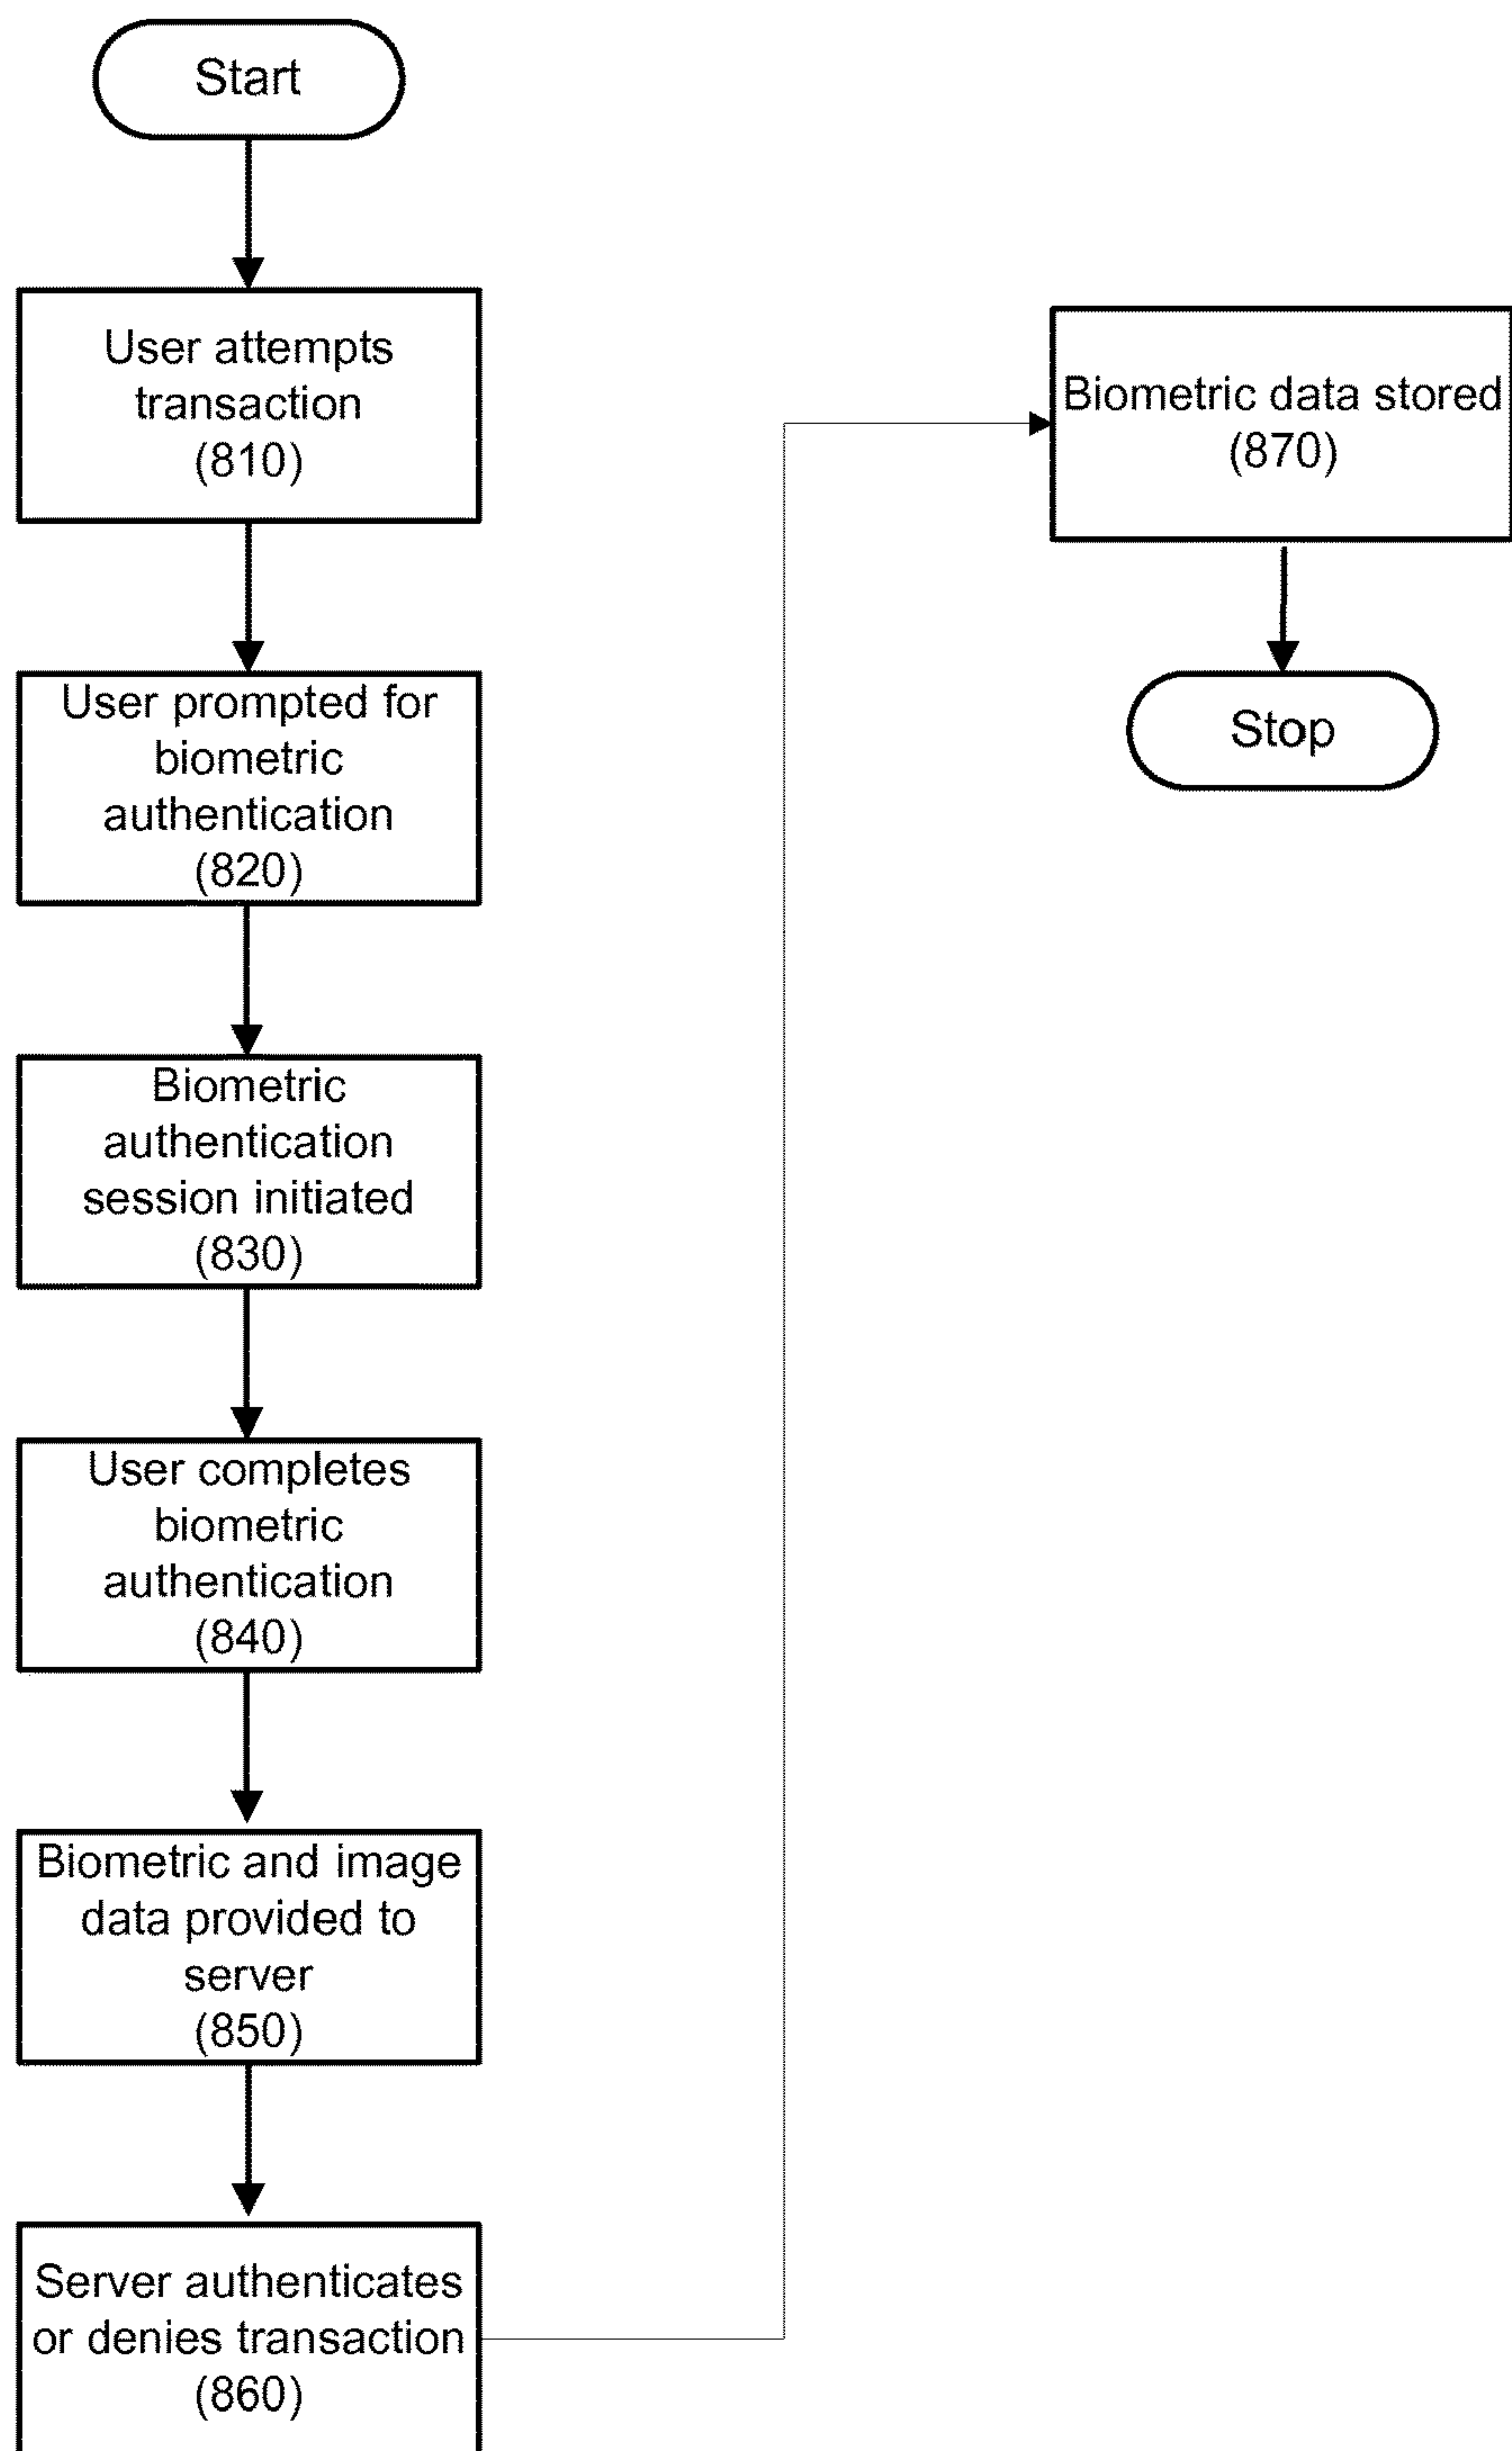 Start
User attempts
transaction
(810)
User prompted for
biometric
authentication
(820)
Biometric
authentication
session initiated
(830)
User completes
biometric
authentication
(840)
Biometric and image
data provided to
server
(850)
Server authenticates
or denies transaction
(860)
Biometric data stored
(870)
Stop